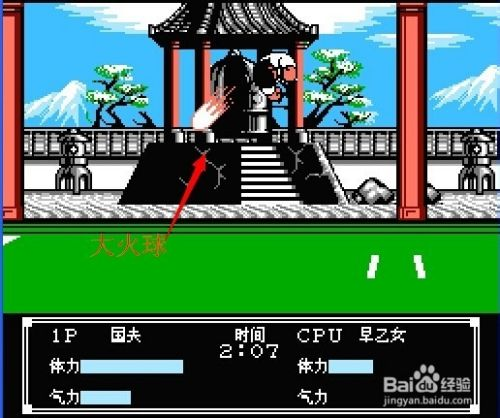 大火球
1P 国夫 时间 CPU 早乙女
2:07
体力 体力
气力 气力
Baidu经验
jingyan.baidu.com